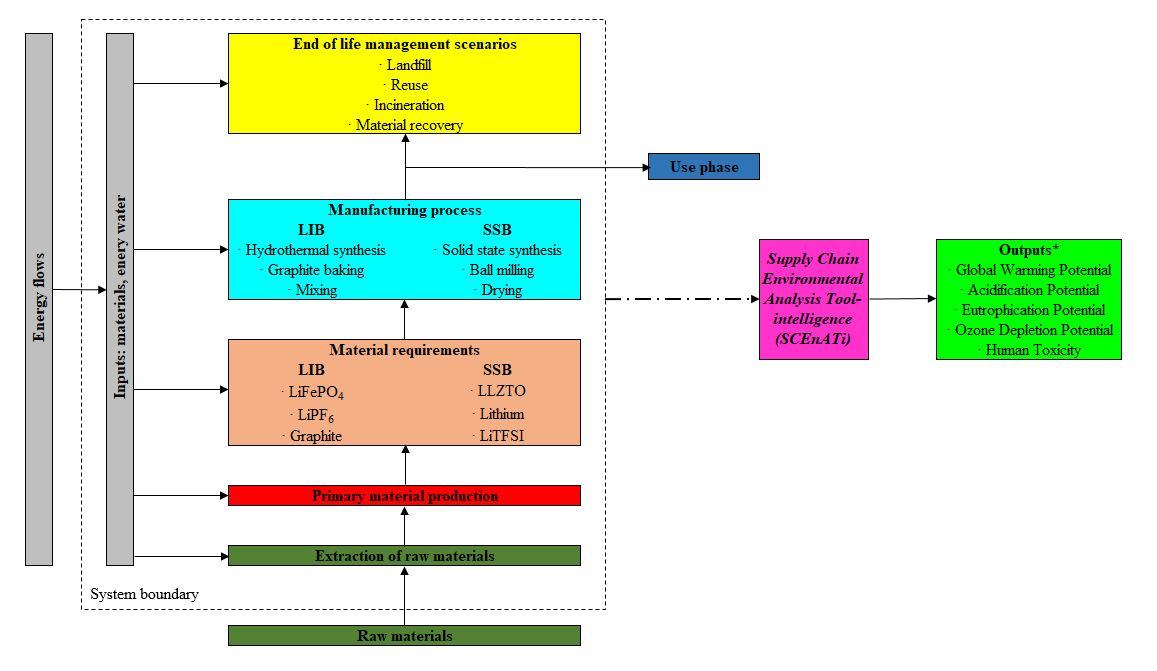 Energy flows
Inputs: materials, enery water
End of life management scenarios
· Landfill
· Reuse
· Incineration
· Material recovery
Use phase
Manufacturing process
LIB
· Hydrothermal synthesis
· Graphite baking
· Mixing
SSB
· Solid state synthesis
· Ball milling
· Drying
Material requirements
LIB
· LiFePO₄
· LiPF₆
· Graphite
SSB
· LLZTO
· Lithium
· LiTFSI
Primary material production
Extraction of raw materials
System boundary
Raw materials
Supply Chain
Environmental
Analysis Tool-
intelligence
(SCEnATi)
Outputs*
· Global Warming Potential
· Acidification Potential
· Eutrophication Potential
· Ozone Depletion Potential
· Human Toxicity